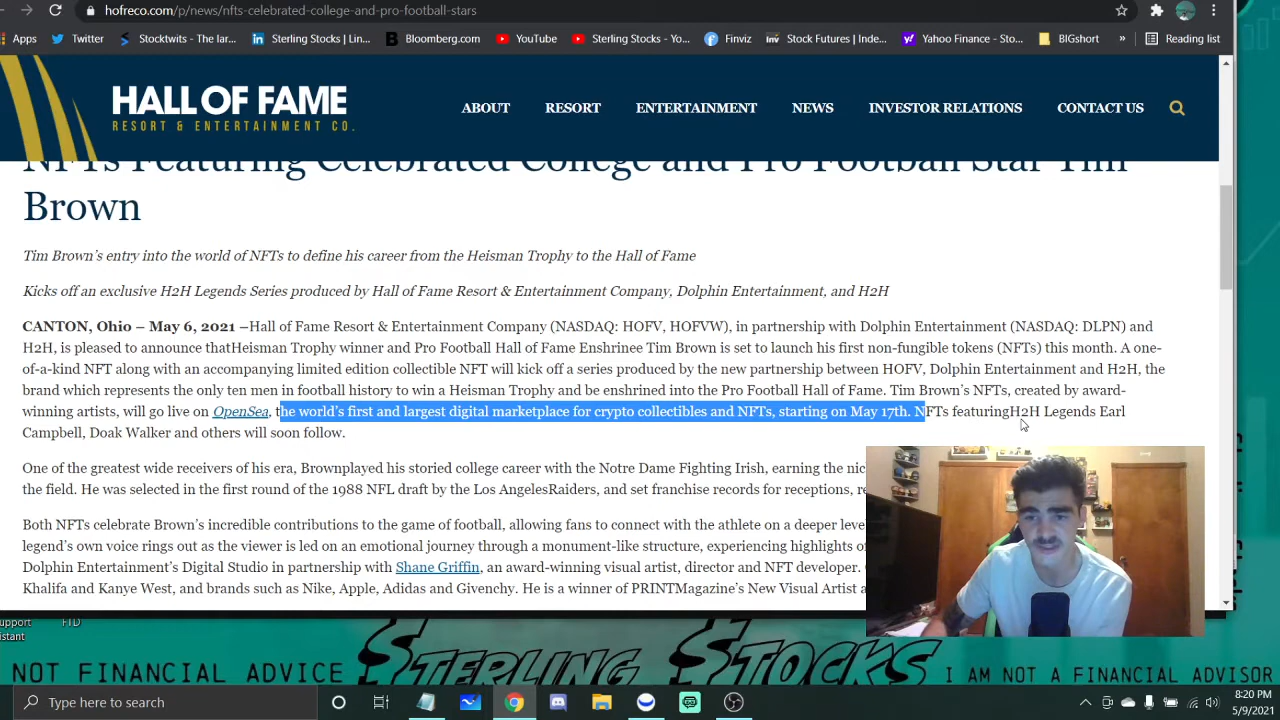 hofreco.com/p/news/nfts-celebrated-college-and-pro-football-stars
Apps Twitter Stocktwits - The lar... Sterling Stocks | Lin... Bloomberg.com YouTube Sterling Stocks - Yo... Finviz Stock Futures | Inde... Yahoo Finance - Sto... BIGshort » Reading list
HALL OF FAME
RESORT & ENTERTAINMENT CO.
ABOUT RESORT ENTERTAINMENT NEWS INVESTOR RELATIONS CONTACT US
NFTs Featuring Celebrated College and Pro Football Star Tim
Brown
Tim Brown's entry into the world of NFTs to define his career from the Heisman Trophy to the Hall of Fame
Kicks off an exclusive H2H Legends Series produced by Hall of Fame Resort & Entertainment Company, Dolphin Entertainment, and H2H
CANTON, Ohio – May 6, 2021 –Hall of Fame Resort & Entertainment Company (NASDAQ: HOFV, HOFVW), in partnership with Dolphin Entertainment (NASDAQ: DLPN) and
H2H, is pleased to announce thatHeisman Trophy winner and Pro Football Hall of Fame Enshrinee Tim Brown is set to launch his first non-fungible tokens (NFTs) this month. A one-
of-a-kind NFT along with an accompanying limited edition collectible NFT will kick off a series produced by the new partnership between HOFV, Dolphin Entertainment and H2H, the
brand which represents the only ten men in football history to win a Heisman Trophy and be enshrined into the Pro Football Hall of Fame. Tim Brown's NFTs, created by award-
winning artists, will go live on OpenSea, the world's first and largest digital marketplace for crypto collectibles and NFTs, starting on May 17th. NFTs featuringH2H Legends Earl
Campbell, Doak Walker and others will soon follow.
One of the greatest wide receivers of his era, Brownplayed his storied college career with the Notre Dame Fighting Irish, earning the nic
the field. He was selected in the first round of the 1988 NFL draft by the Los AngelesRaiders, and set franchise records for receptions, re
Both NFTs celebrate Brown's incredible contributions to the game of football, allowing fans to connect with the athlete on a deeper leve
legend's own voice rings out as the viewer is led on an emotional journey through a monument-like structure, experiencing highlights o
Dolphin Entertainment's Digital Studio in partnership with Shane Griffin, an award-winning visual artist, director and NFT developer.
Khalifa and Kanye West, and brands such as Nike, Apple, Adidas and Givenchy. He is a winner of PRINTMagazine's New Visual Artist a
upport FTD
istant
NOT FINANCIAL ADVICE $TERLING $TOCKS I AM NOT A FINANCIAL ADVISOR
Type here to search
8:20 PM
5/9/2021